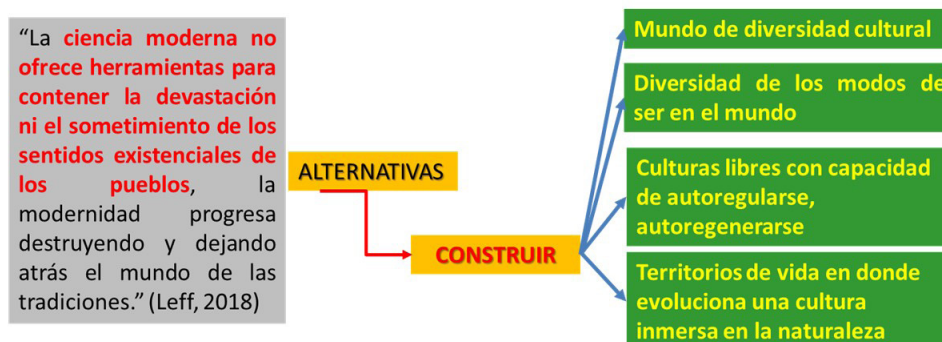 “La ciencia moderna no
ofrece herramientas para
contener la devastación
ni el sometimiento de los
sentidos existenciales de
los pueblos, la
modernidad progresa
destruyendo y dejando
atrás el mundo de las
tradiciones.” (Leff, 2018)
ALTERNATIVAS
CONSTRUIR
Mundo de diversidad cultural
Diversidad de los modos de
ser en el mundo
Culturas libres con capacidad
de autoregularse,
autoregenerarse
Territorios de vida en donde
evoluciona una cultura
inmersa en la naturaleza